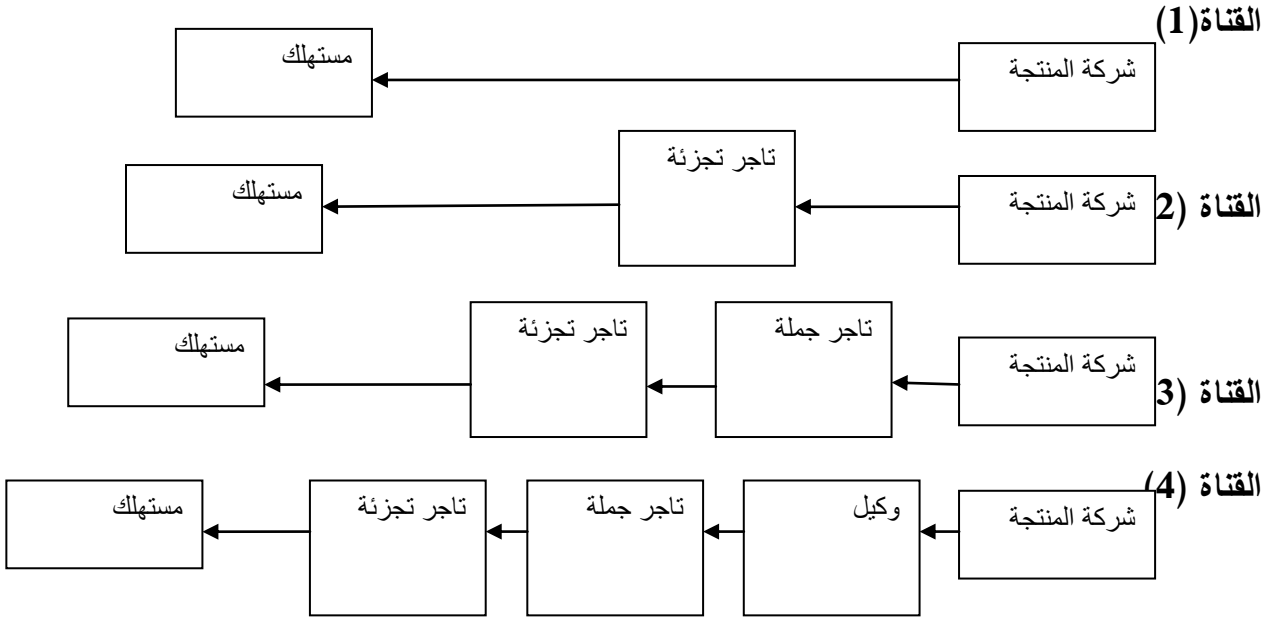 القناة(1)
شركة المنتجة
مستهلك
القناة (2
شركة المنتجة
تاجر تجزئة
مستهلك
القناة (3
شركة المنتجة
تاجر جملة
تاجر تجزئة
مستهلك
القناة (4)
شركة المنتجة
وكيل
تاجر جملة
تاجر تجزئة
مستهلك